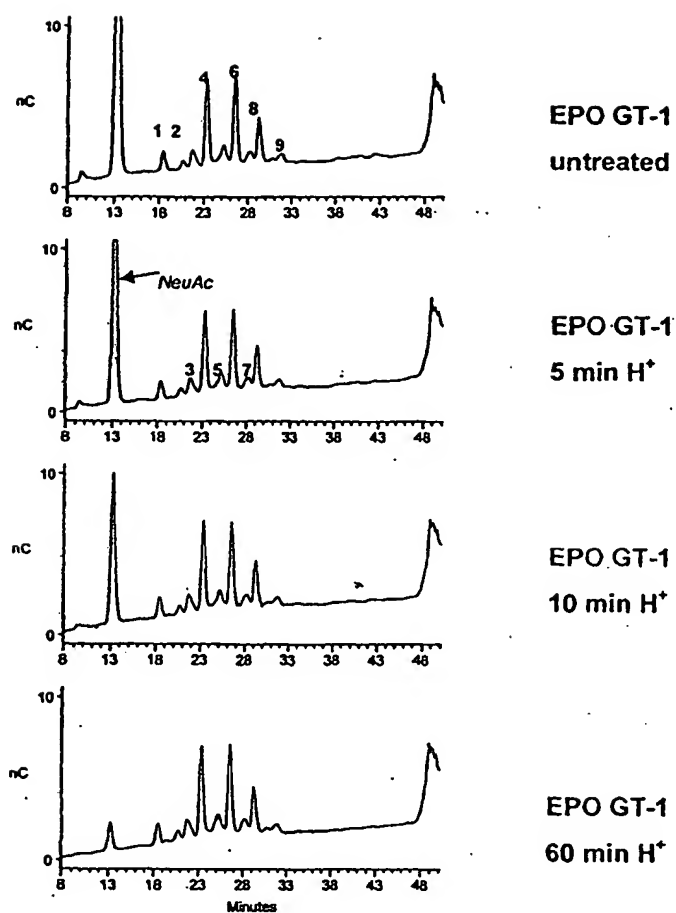 10
nC
0
1 2 4 6 8 9
8 13 18 23 28 33 38 43 48
EPO GT-1
untreated
10
nC
0
NeuAc
3 5 7
8 13 18 23 28 33 38 43 48
EPO GT-1
5 min H⁺
10
nC
0
8 13 18 23 28 33 38 43 48
EPO GT-1
10 min H⁺
10
nC
0
8 13 18 23 28 33 38 43 48
Minutes
EPO GT-1
60 min H⁺